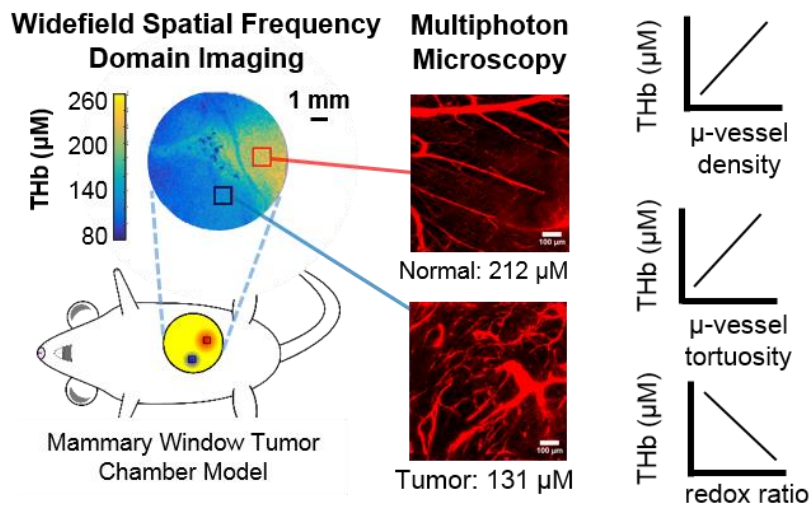 Widefield Spatial Frequency
Domain Imaging
Multiphoton
Microscopy
THb (µM)
260
200
140
80
1 mm
100 µm
Normal: 212 µM
100 µm
Tumor: 131 µM
Mammary Window Tumor
Chamber Model
THb (µM)
µ-vessel
density
THb (µM)
µ-vessel
tortuosity
THb (µM)
redox ratio